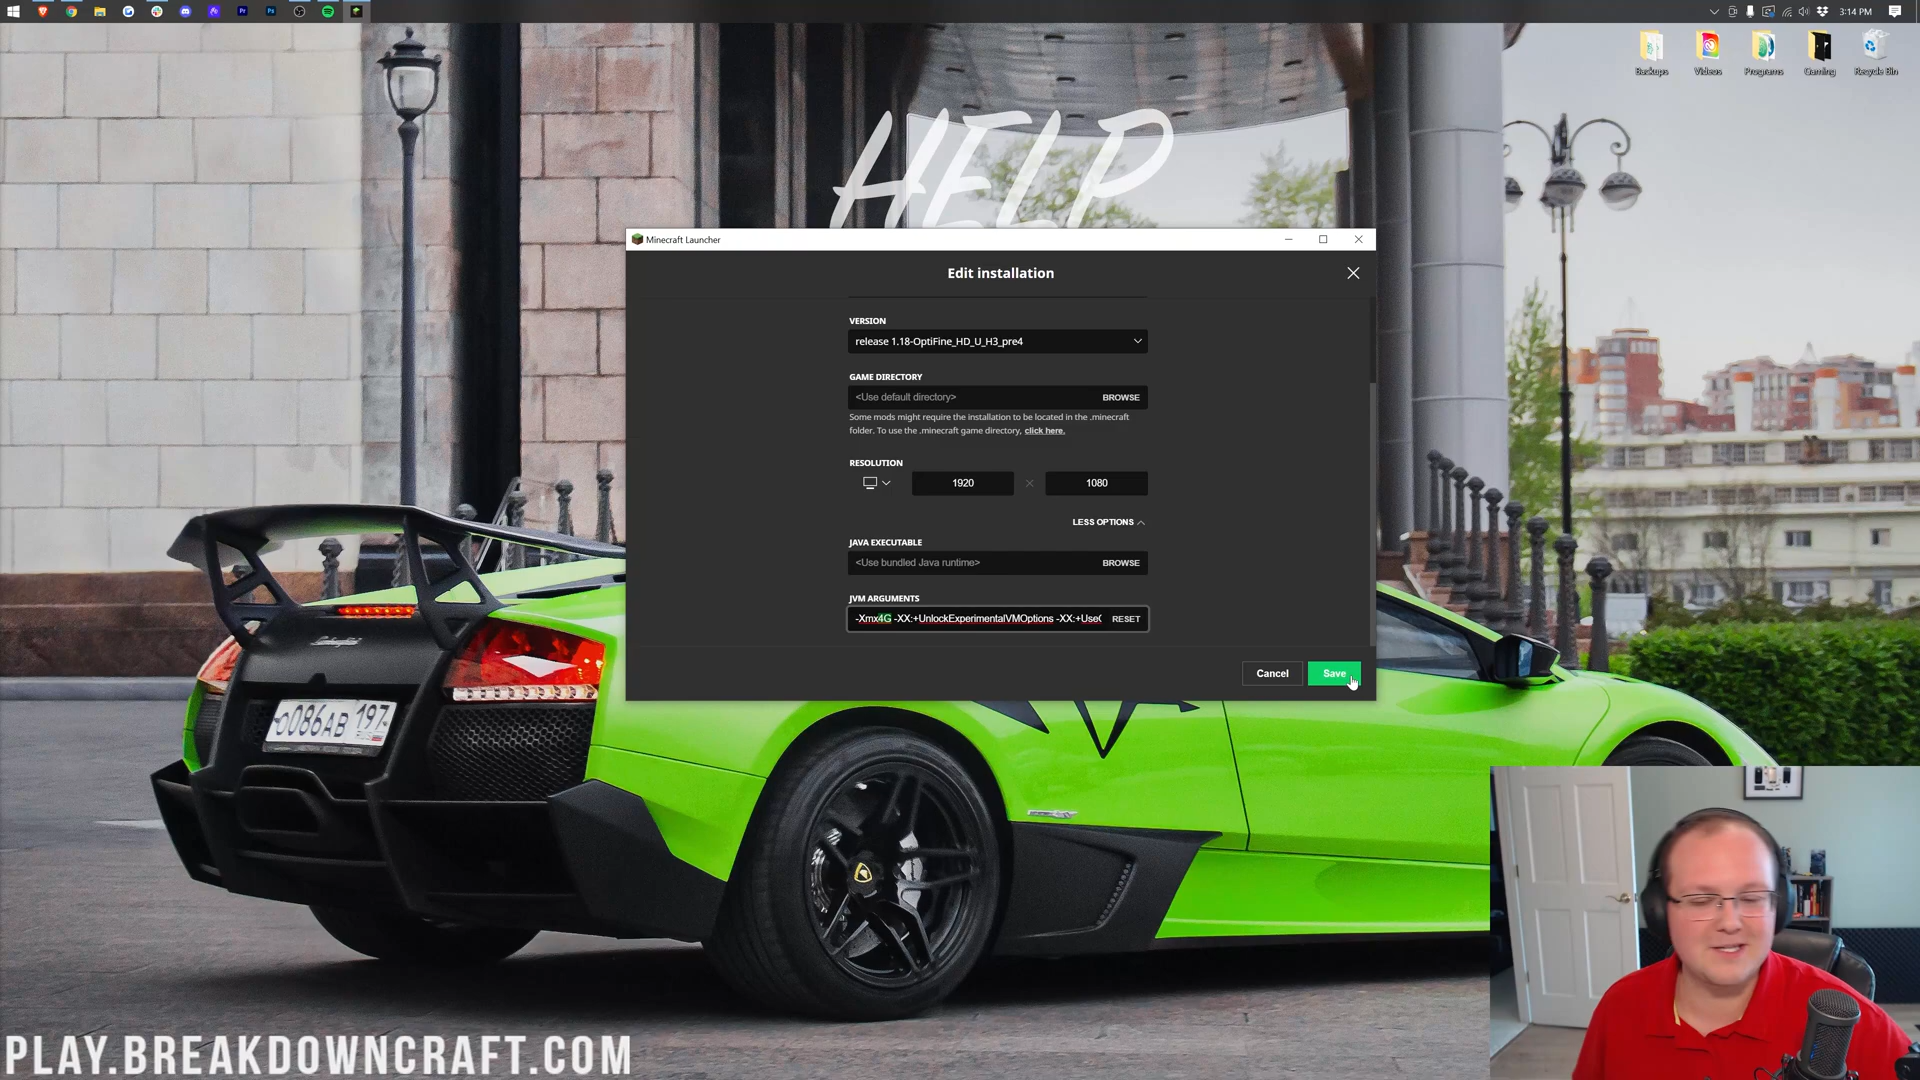 3:14 PM
Backups
Videos
Programs
Gaming
Recycle Bin
HELP
Minecraft Launcher
Edit installation
VERSION
release 1.18-OptiFine_HD_U_H3_pre4
GAME DIRECTORY
<Use default directory>
BROWSE
Some mods might require the installation to be located in the .minecraft
folder. To use the .minecraft game directory, click here.
RESOLUTION
1920
1080
LESS OPTIONS
JAVA EXECUTABLE
<Use bundled Java runtime>
BROWSE
JVM ARGUMENTS
-Xmx4G -XX:+UnlockExperimentalVMOptions -XX:+Use
RESET
Cancel
Save
Lamborghini
О086АВ 197
PLAY.BREAKDOWNCRAFT.COM